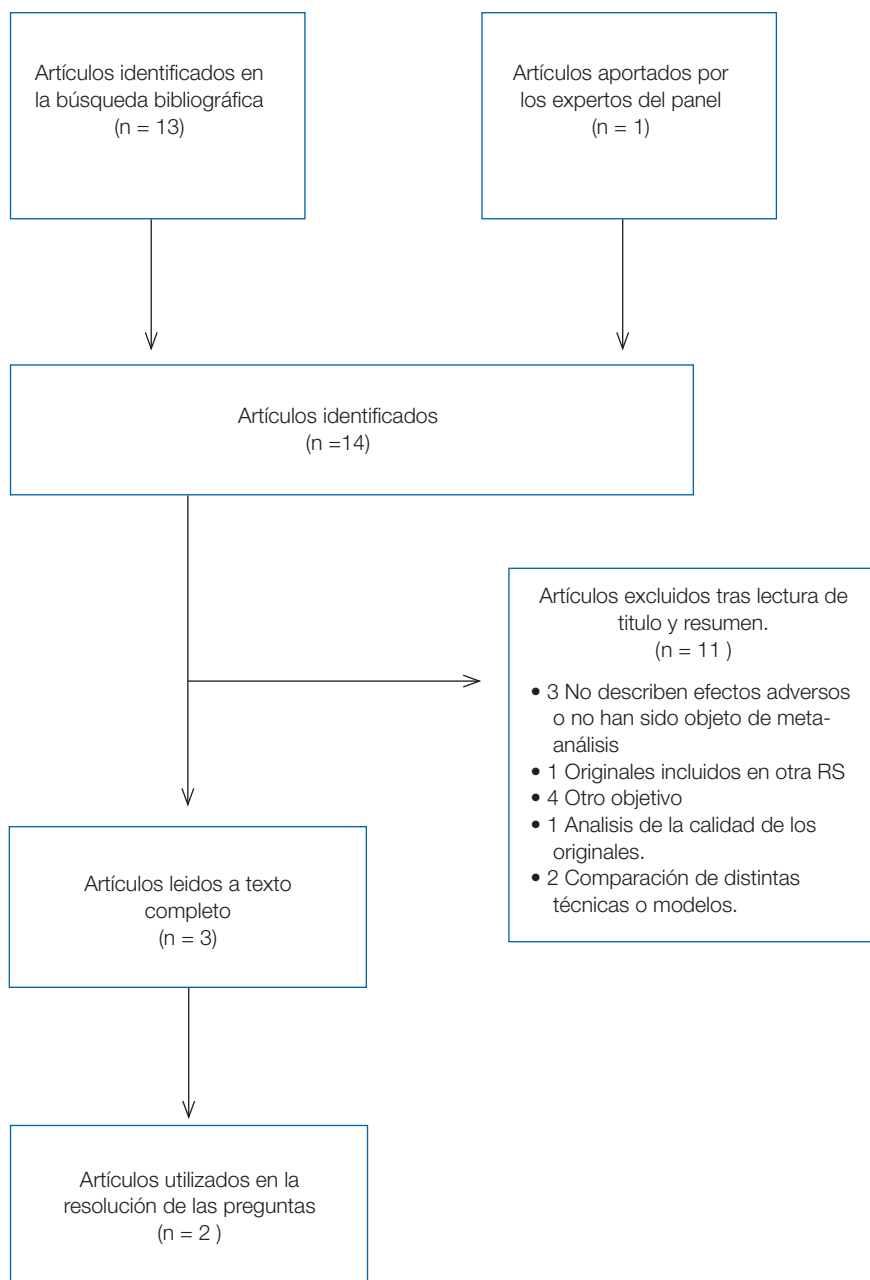 Artículos identificados en
la búsqueda bibliográfica
(n = 13)
Artículos aportados por
los expertos del panel
(n = 1)
Artículos identificados
(n =14)
Artículos excluidos tras lectura de
titulo y resumen.
(n = 11 )
• 3 No describen efectos adversos
o no han sido objeto de meta-
análisis
• 1 Originales incluidos en otra RS
• 4 Otro objetivo
• 1 Analisis de la calidad de los
originales.
• 2 Comparación de distintas
técnicas o modelos.
Artículos leidos a texto
completo
(n = 3)
Artículos utilizados en la
resolución de las preguntas
(n = 2 )